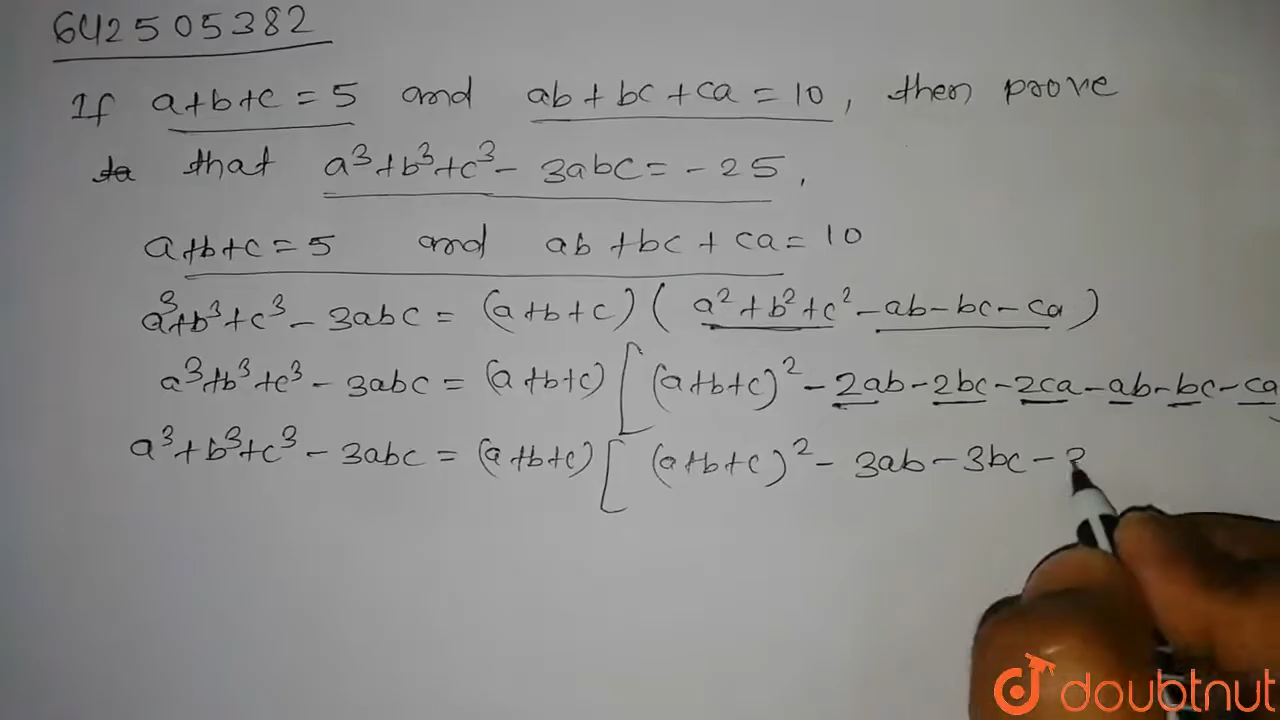 642505382
If a+b+c = 5 and ab+bc+ca = 10, then prove
that a³+b³+c³ - 3abc = -25,
a+b+c = 5 and ab+bc+ca = 10
a³+b³+c³ - 3abc = (a+b+c) (a²+b²+c² - ab - bc - ca)
a³+b³+c³ - 3abc = (a+b+c) [(a+b+c)² - 2ab - 2bc - 2ca - ab - bc - ca
a³+b³+c³ - 3abc = (a+b+c) [(a+b+c)² - 3ab - 3bc -
doubtnut